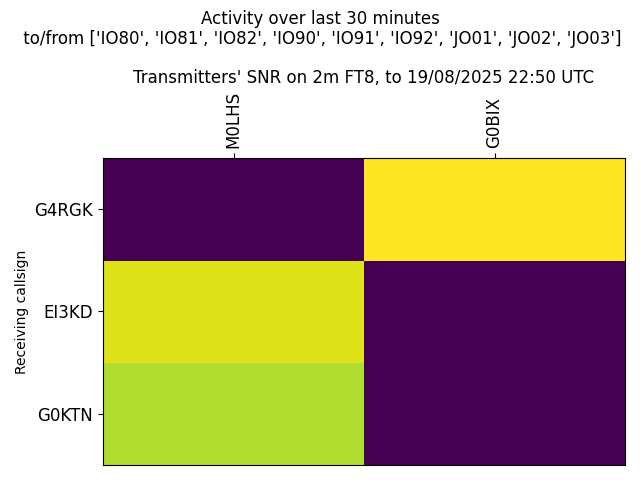 Activity over last 30 minutes
to/from ['IO80', 'IO81', 'IO82', 'IO90', 'IO91', 'IO92', 'JO01', 'JO02', 'JO03']
Transmitters' SNR on 2m FT8, to 19/08/2025 22:50 UTC
M0LHS
G0BIX
G4RGK
EI3KD
G0KTN
Receiving callsign